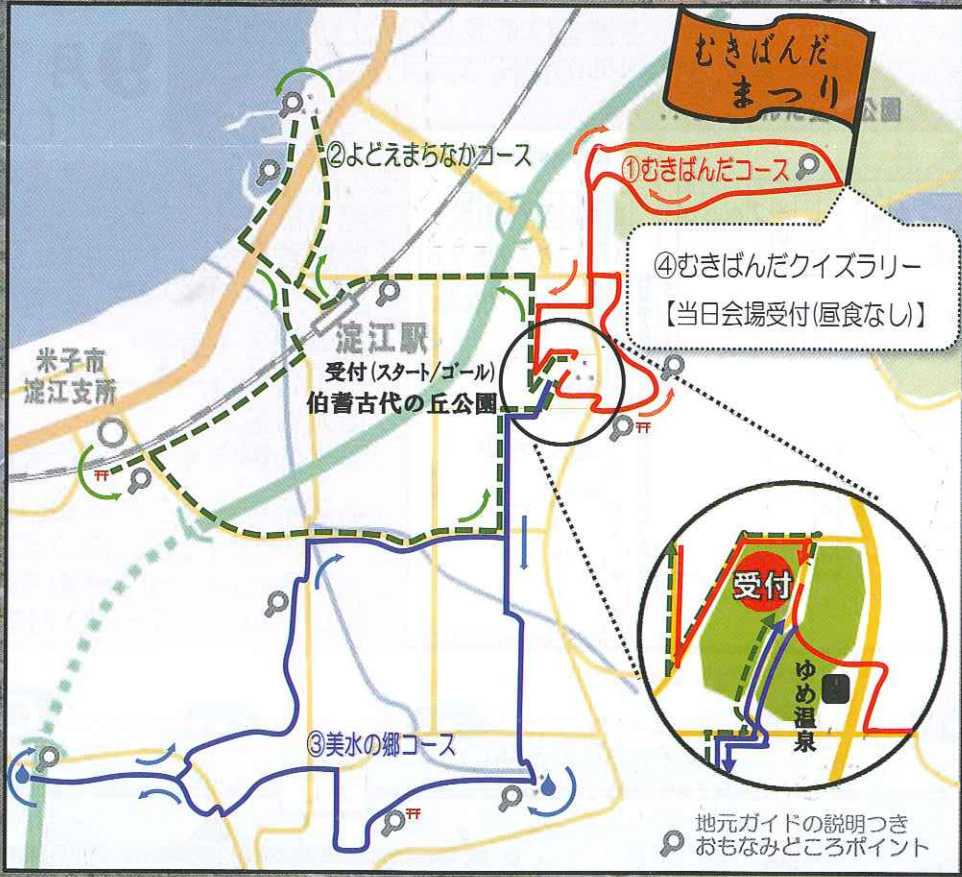 むきばんだ
まつり
公園
②よどえまちなかコース
①むきばんだコース
④むきばんだクイズラリー
【当日会場受付(昼食なし)】
淀江駅
米子市
淀江支所
受付(スタート/ゴール)
伯耆古代の丘公園
受付
ゆめ温泉
③美水の郷コース
地元ガイドの説明つき
おもなみどころポイント